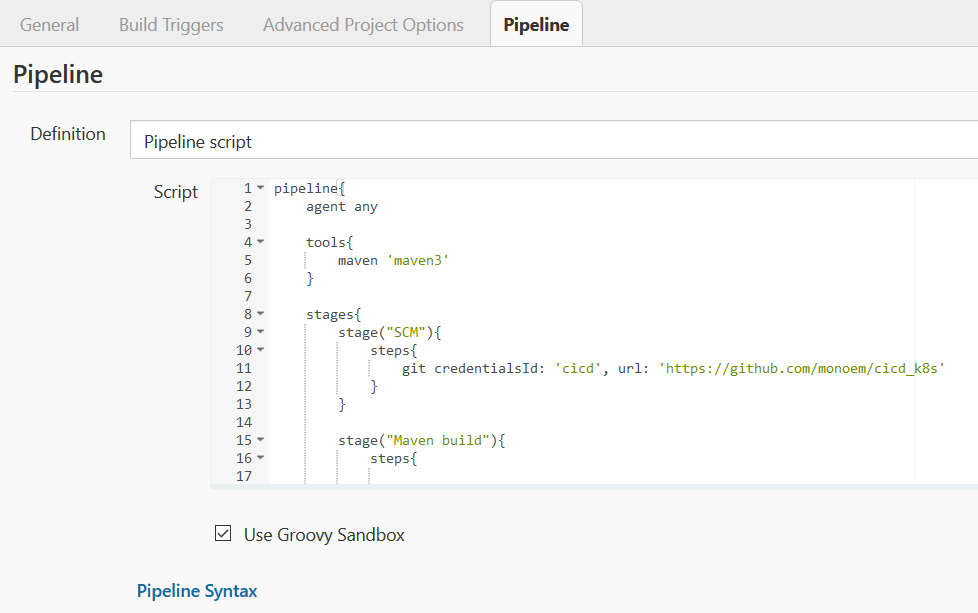 General Build Triggers Advanced Project Options Pipeline
Pipeline
Definition Pipeline script
Script
1 pipeline{
2     agent any
3
4     tools{
5         maven 'maven3'
6     }
7
8     stages{
9         stage("SCM"){
10             steps{
11                 git credentialsId: 'cicd', url: 'https://github.com/monoem/cicd_k8s'
12             }
13         }
14
15         stage("Maven build"){
16             steps{
17
Use Groovy Sandbox
Pipeline Syntax